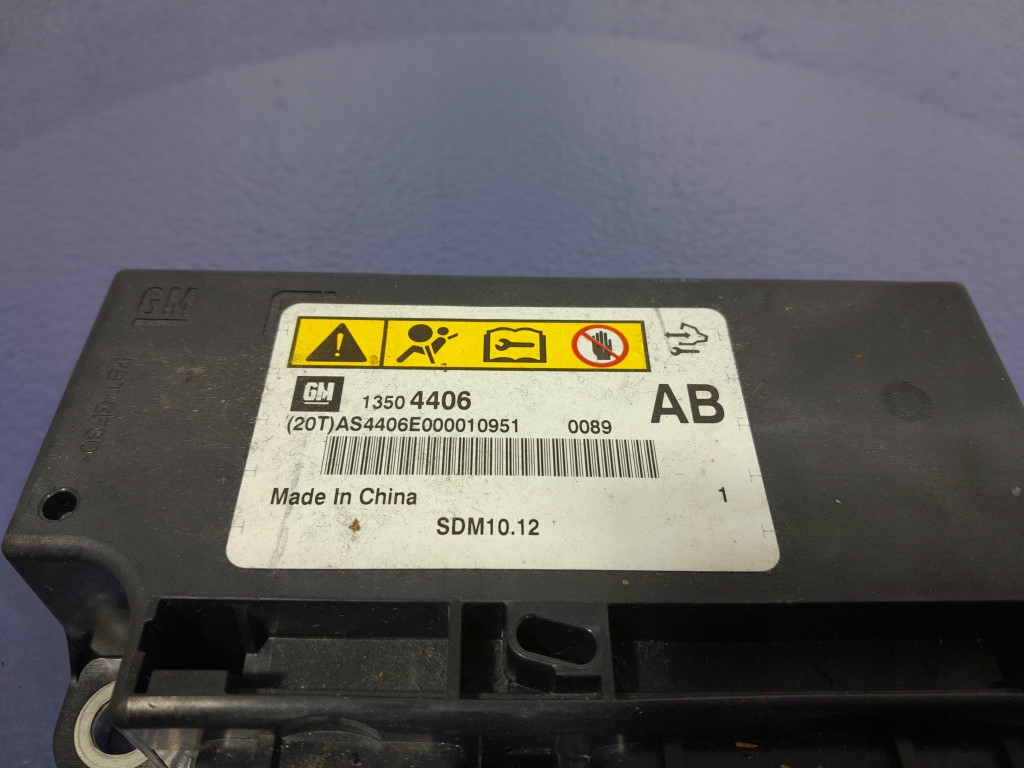 GM
GM
1350 4406
AB
(20T)AS4406E000010951 0089
Made In China 1
SDM10.12